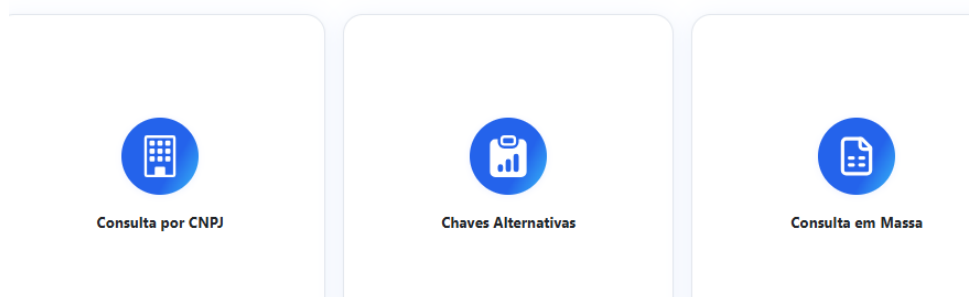 Consulta por CNPJ
Chaves Alternativas
Consulta em Massa